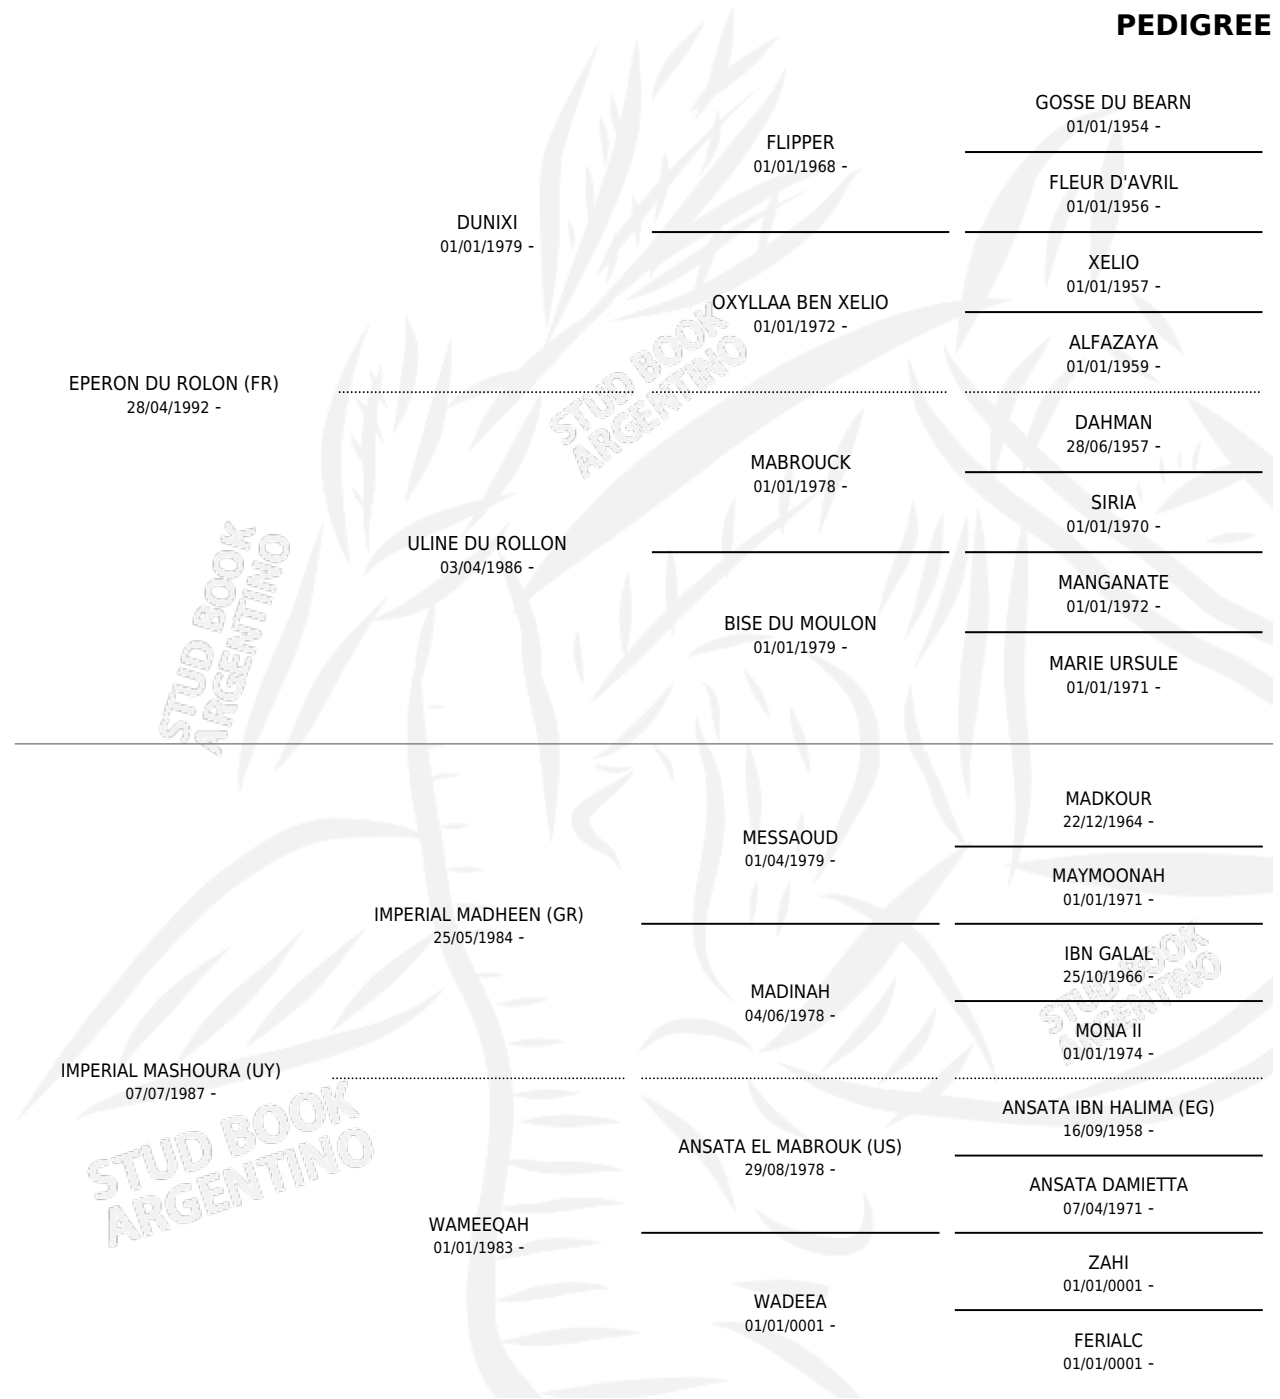 PEDIGREE
GOSSE DU BEARN
01/01/1954 -
FLIPPER
01/01/1968 -
FLEUR D'AVRIL
01/01/1956 -
DUNIXI
01/01/1979 -
XELIO
01/01/1957 -
OXYLLAA BEN XELIO
01/01/1972 -
ALFAZAYA
01/01/1959 -
EPERON DU ROLON (FR)
28/04/1992 -
DAHMAN
28/06/1957 -
MABROUCK
01/01/1978 -
SIRIA
01/01/1970 -
ULINE DU ROLLON
03/04/1986 -
MANGANATE
01/01/1972 -
BISE DU MOULON
01/01/1979 -
MARIE URSULE
01/01/1971 -
MADKOUR
22/12/1964 -
MESSAOUD
01/04/1979 -
MAYMOONAH
01/01/1971 -
IMPERIAL MADHEEN (GR)
25/05/1984 -
IBN GALAL
25/10/1966 -
MADINAH
04/06/1978 -
MONA II
01/01/1974 -
IMPERIAL MASHOURA (UY)
07/07/1987 -
ANSATA IBN HALIMA (EG)
16/09/1958 -
ANSATA EL MABROUK (US)
29/08/1978 -
ANSATA DAMIETTA
07/04/1971 -
WAMEEQAH
01/01/1983 -
ZAHI
01/01/0001 -
WADEEA
01/01/0001 -
FERIALC
01/01/0001 -
STUD BOOK
ARGENTINO
STUD BOOK
ARGENTINO
STUD BOOK
ARGENTINO
STUD BOOK
ARGENTINO